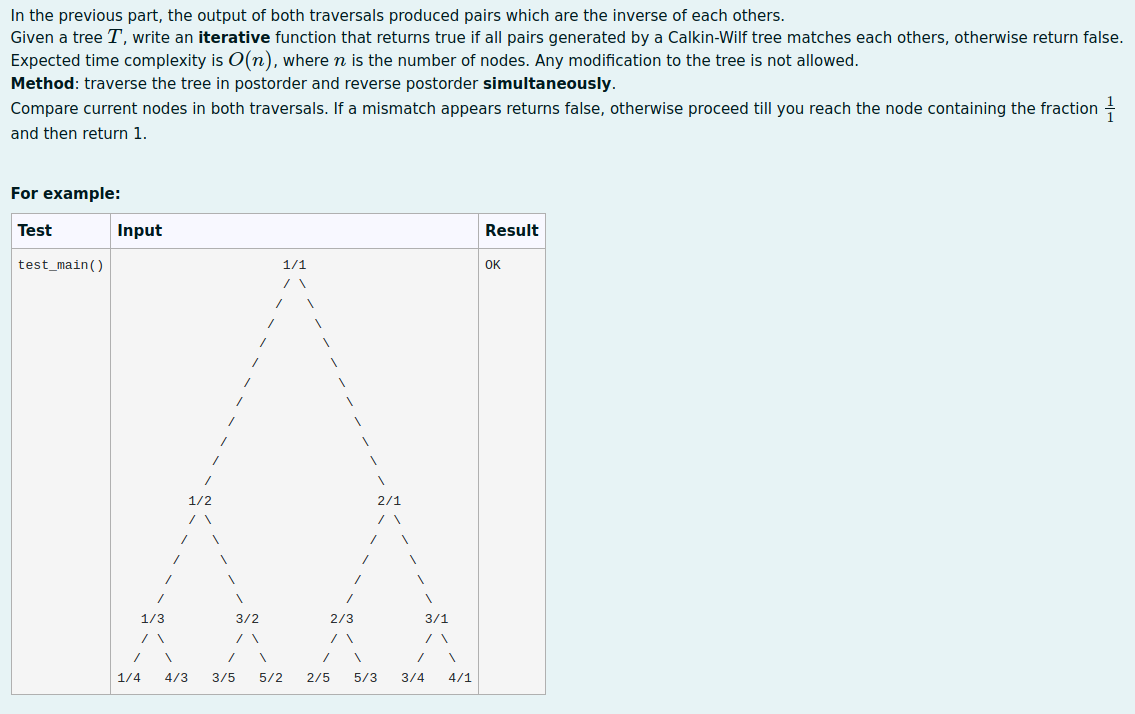 In the previous part, the output of both traversals produced pairs which are the inverse of each others.
Given a tree T, write an iterative function that returns true if all pairs generated by a Calkin-Wilf tree matches each others, otherwise return false.
Expected time complexity is O(n), where n is the number of nodes. Any modification to the tree is not allowed.
Method: traverse the tree in postorder and reverse postorder simultaneously.
Compare current nodes in both traversals. If a mismatch appears returns false, otherwise proceed till you reach the node containing the fraction 1/1
and then return 1.
For example:
Test Input Result
test_main() 1/1 OK
/ \
/ \
/ \
/ \
/ \
/ \
/ \
/ \
/ \
/ \
/ \
1/2 2/1
/ \ / \
/ \ / \
/ \ / \
/ \ / \
/ \ / \
1/3 3/2 2/3 3/1
/ \ / \ / \ / \
/ \ / \ / \ / \
1/4 4/3 3/5 5/2 2/5 5/3 3/4 4/1